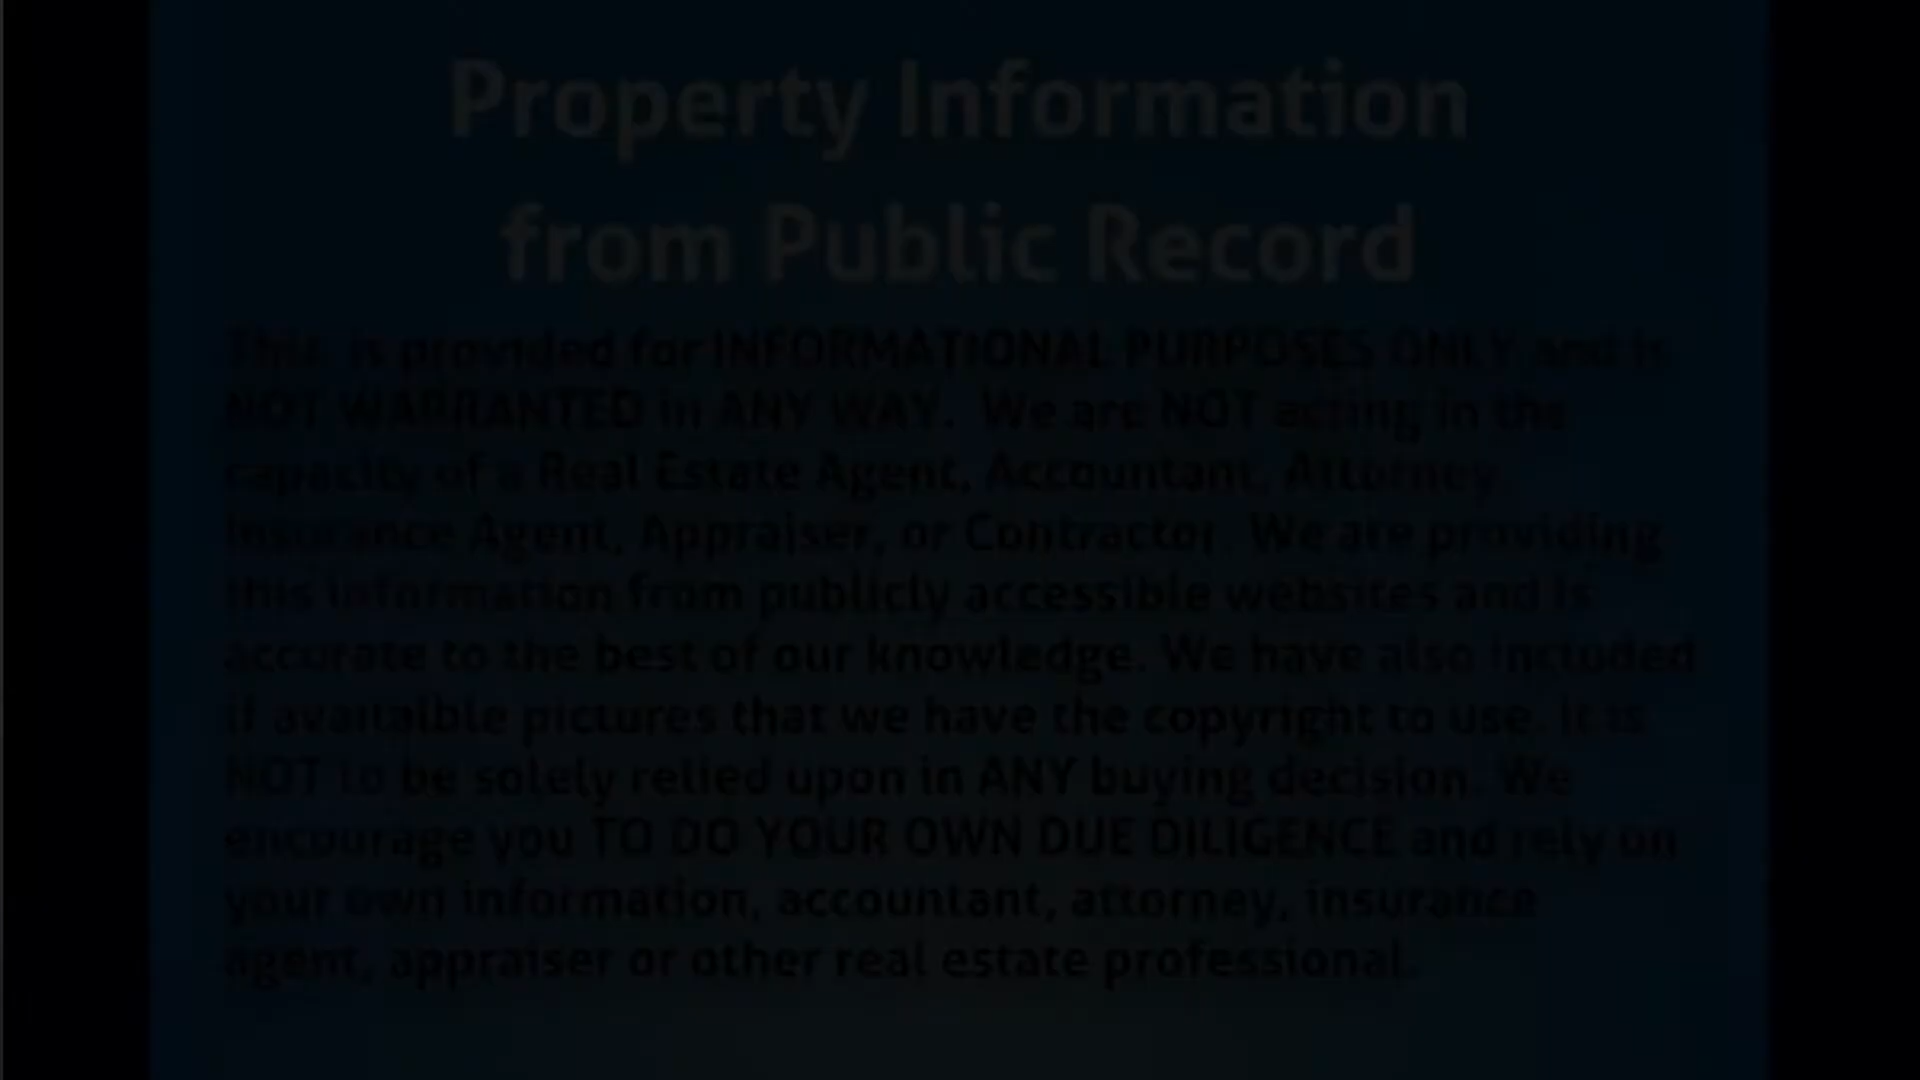 Property Information
from Public Record
This is provided for INFORMATIONAL PURPOSES ONLY and is
NOT WARRANTED in ANY WAY. We are NOT acting in the
capacity of a Real Estate Agent, Accountant, Attorney
Insurance Agent, Appraiser, or Contractor. We are providing
this information from publicly accessible websites and is
accurate to the best of our knowledge. We have also included
if availalble pictures that we have the copyright to use. It is
NOT to be solely relied upon in ANY buying decision. We
encourage you TO DO YOUR OWN DUE DILIGENCE and rely on
your own information, accountant, attorney, insurance
agent, appraiser or other real estate professional.